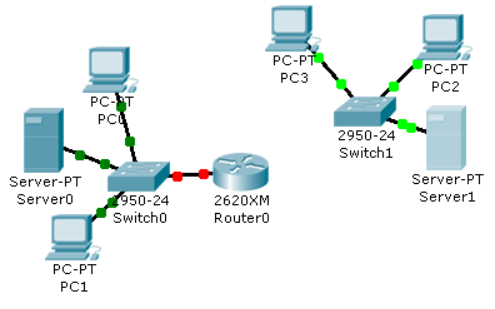 PC-PT
PC3
PC-PT
PC2
PC-PT
PC0
2950-24
Switch1
Server-PT
Server0
Server-PT
Server1
2950-24
Switch0
2620XM
Router0
PC-PT
PC1